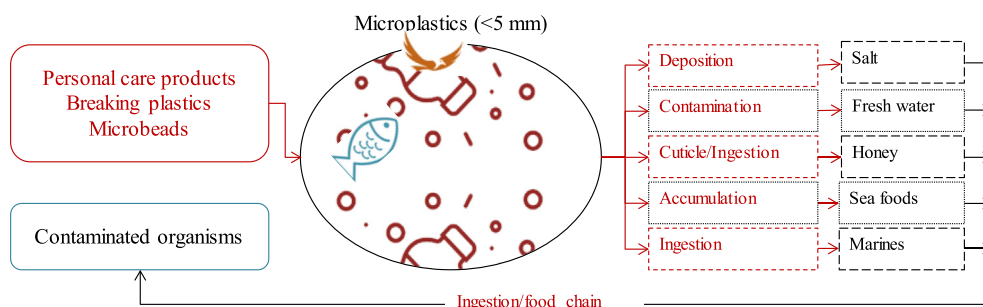 Microplastics (<5 mm)
Personal care products
Breaking plastics
Microbeads
Contaminated organisms
Deposition
Salt
Contamination
Fresh water
Cuticle/Ingestion
Honey
Accumulation
Sea foods
Ingestion
Marines
Ingestion/food chain